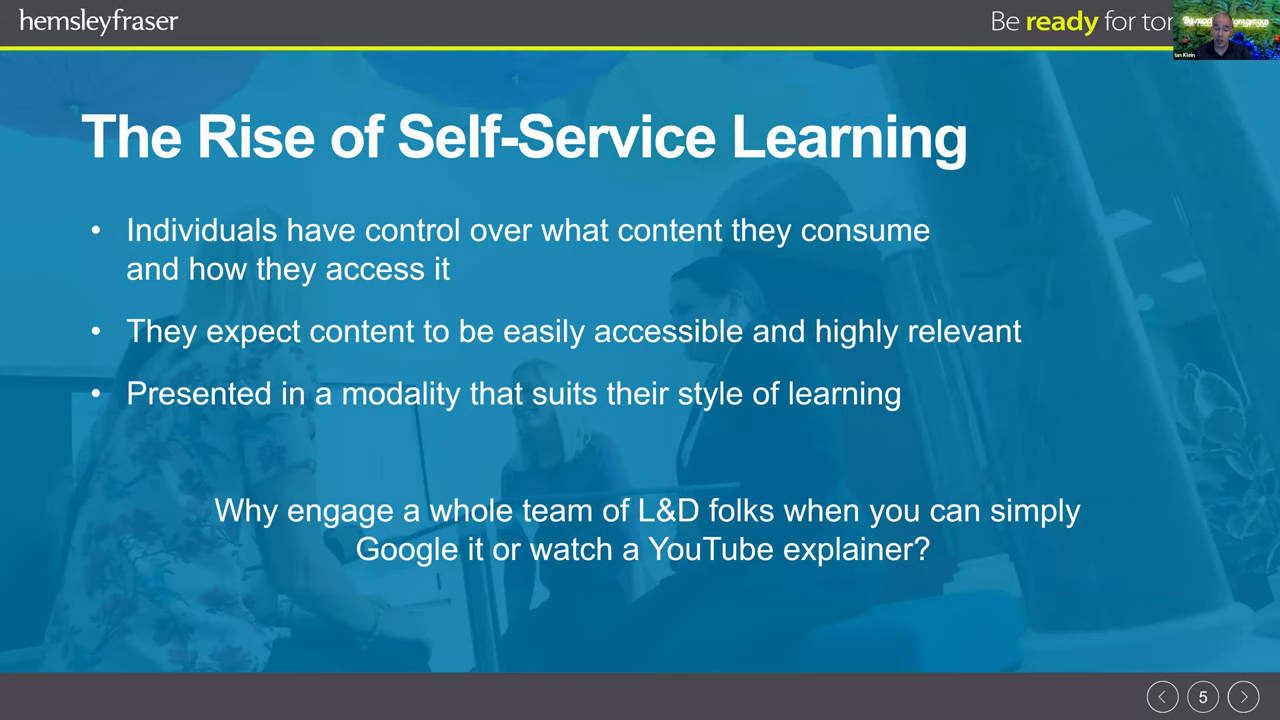 hemsleyfraser
Be ready for tor
Ian Klein
The Rise of Self-Service Learning
• Individuals have control over what content they consume
and how they access it
• They expect content to be easily accessible and highly relevant
• Presented in a modality that suits their style of learning
Why engage a whole team of L&D folks when you can simply
Google it or watch a YouTube explainer?
5